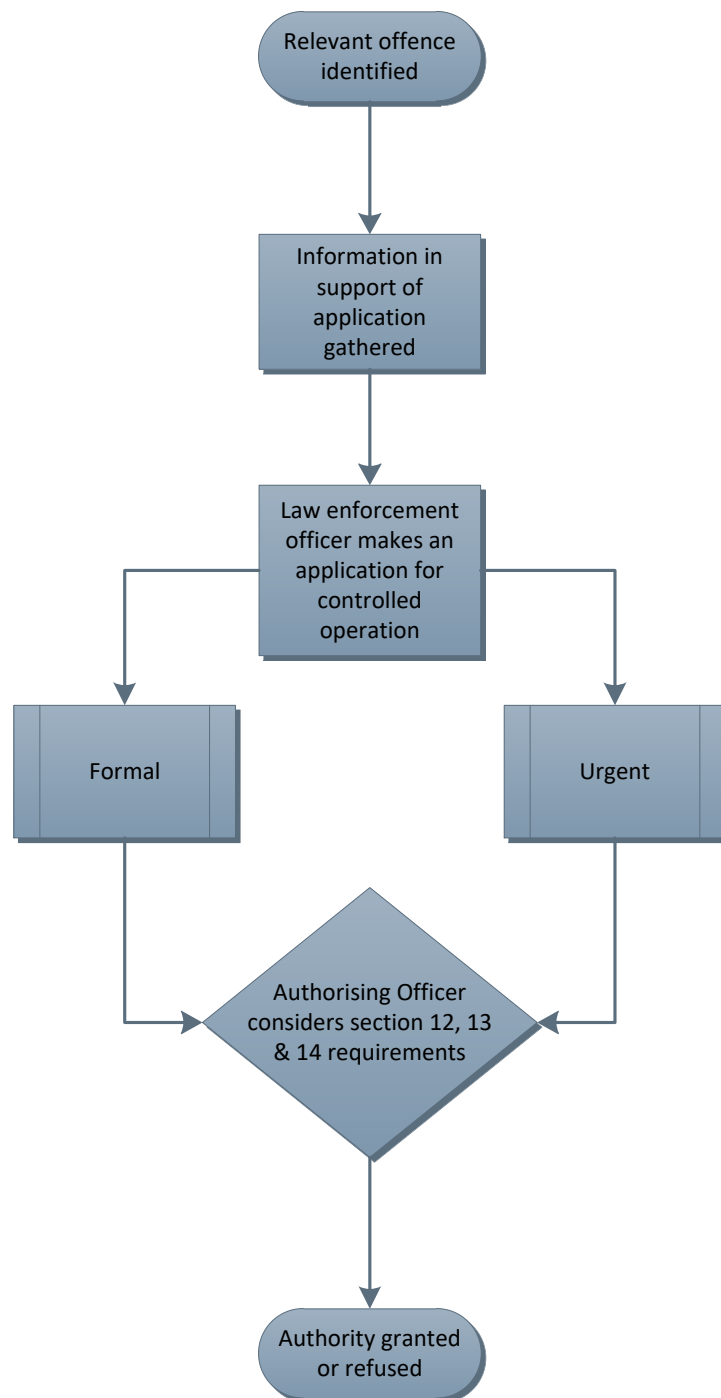 Relevant offence
identified
Information in
support of
application
gathered
Law enforcement
officer makes an
application for
controlled
operation
Formal
Urgent
Authorising Officer
considers section 12, 13
& 14 requirements
Authority granted
or refused